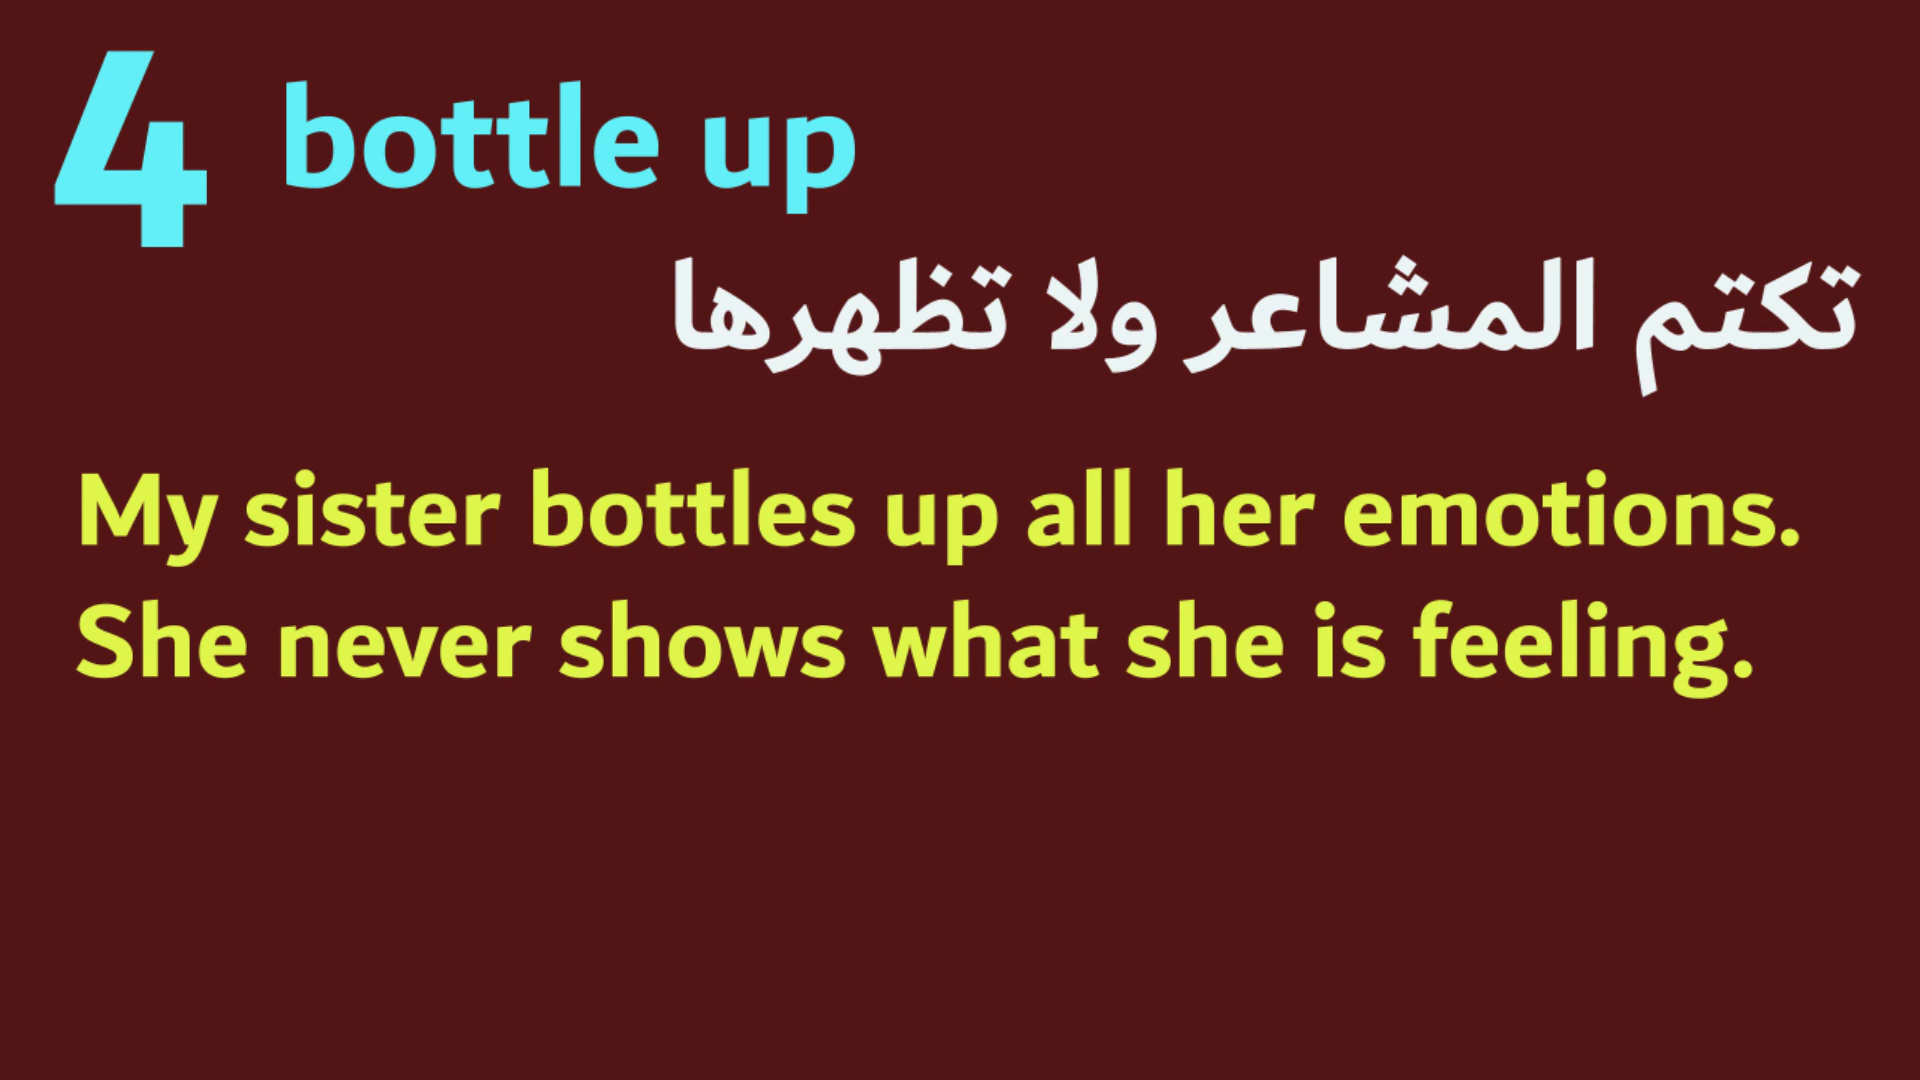 4 bottle up
تكتم المشاعر ولا تظهرها
My sister bottles up all her emotions.
She never shows what she is feeling.